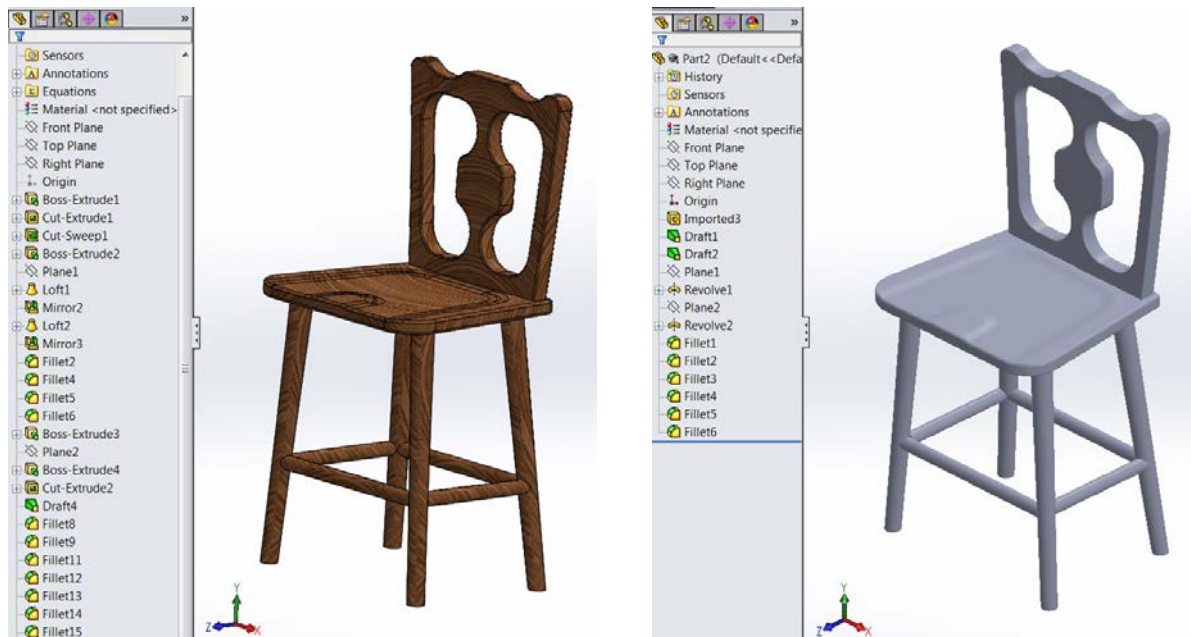 »
Sensors
Annotations
Equations
Material <not specified>
Front Plane
Top Plane
Right Plane
Origin
Boss-Extrude1
Cut-Extrude1
Cut-Sweep1
Boss-Extrude2
Plane1
Loft1
Mirror2
Loft2
Mirror3
Fillet2
Fillet4
Fillet5
Fillet6
Boss-Extrude3
Plane2
Boss-Extrude4
Cut-Extrude2
Draft4
Fillet8
Fillet9
Fillet11
Fillet12
Fillet13
Fillet14
Fillet15
Y
Z X
»
Part2 (Default<<Defa
History
Sensors
Annotations
Material <not specifie
Front Plane
Top Plane
Right Plane
Origin
Imported3
Draft1
Draft2
Plane1
Revolve1
Plane2
Revolve2
Fillet1
Fillet2
Fillet3
Fillet4
Fillet5
Fillet6
Y
Z X